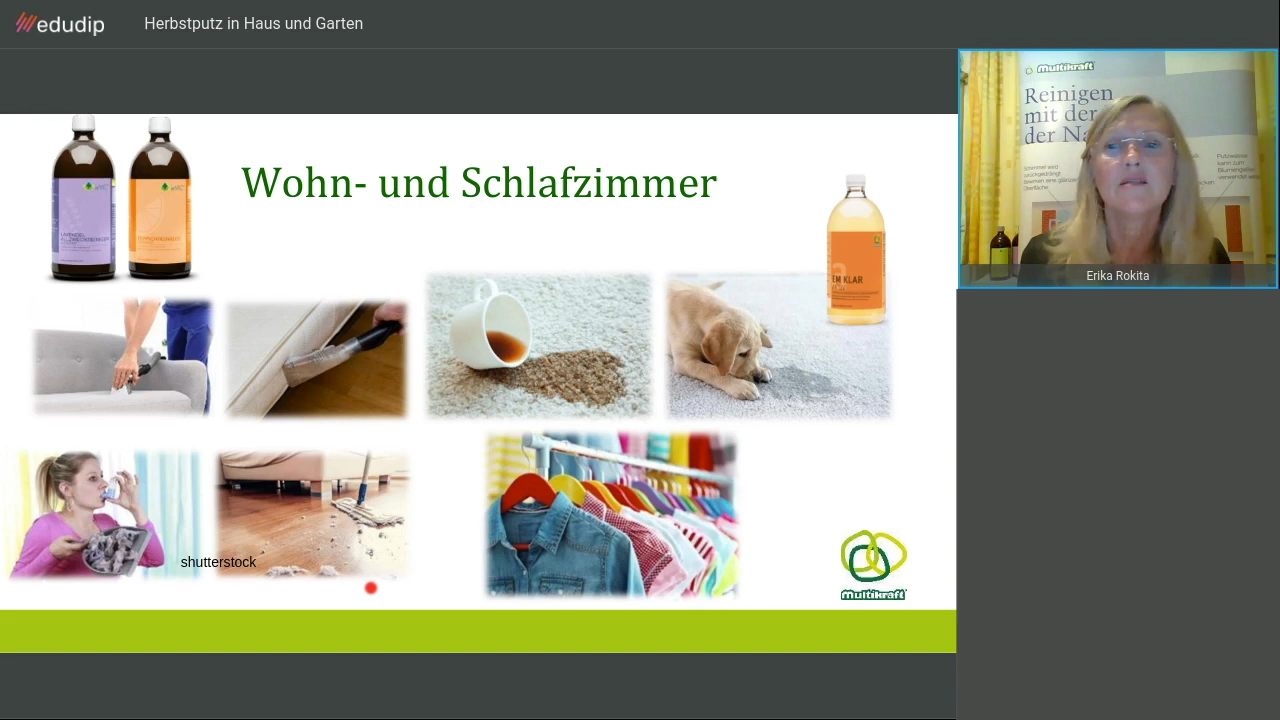 edudip
Herbstputz in Haus und Garten
Wohn- und Schlafzimmer
EM KLAR
shutterstock
multikraft
multikraft
Reinigen
mit der
der Na
Erika Rokita